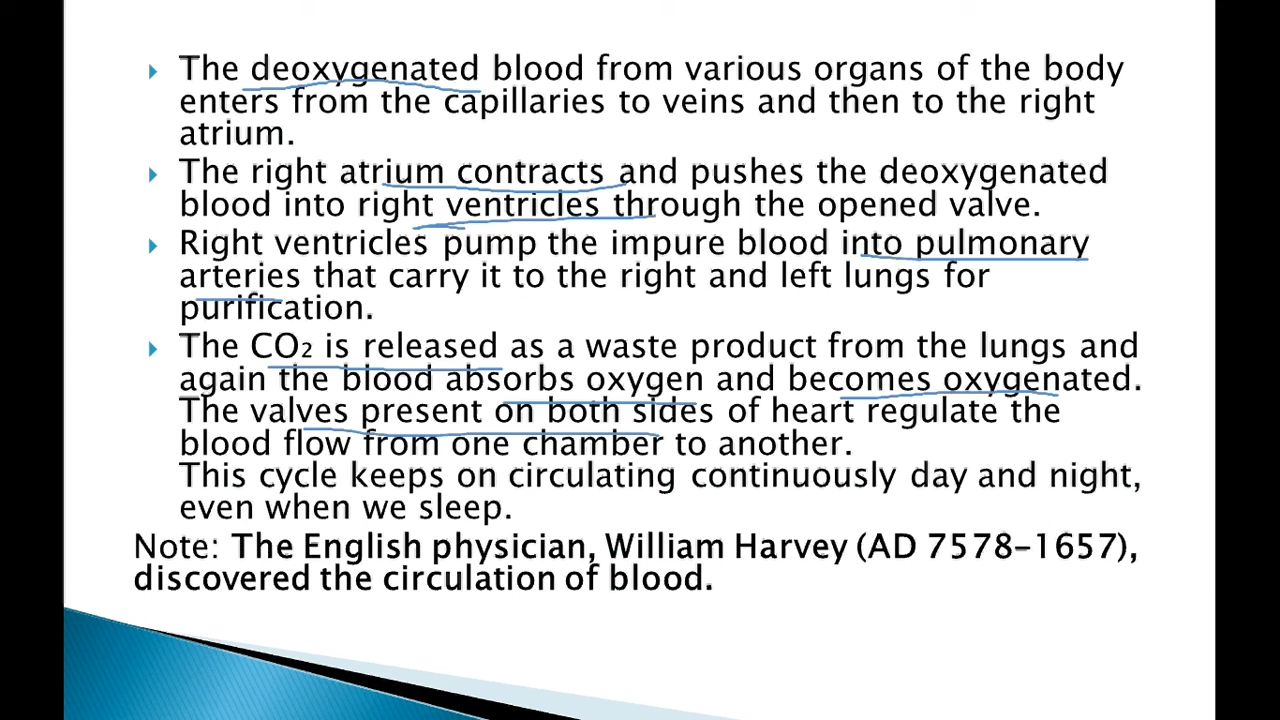 The deoxygenated blood from various organs of the body
enters from the capillaries to veins and then to the right
atrium.
The right atrium contracts and pushes the deoxygenated
blood into right ventricles through the opened valve.
Right ventricles pump the impure blood into pulmonary
arteries that carry it to the right and left lungs for
purification.
The CO₂ is released as a waste product from the lungs and
again the blood absorbs oxygen and becomes oxygenated.
The valves present on both sides of heart regulate the
blood flow from one chamber to another.
This cycle keeps on circulating continuously day and night,
even when we sleep.
Note: The English physician, William Harvey (AD 7578–1657),
discovered the circulation of blood.